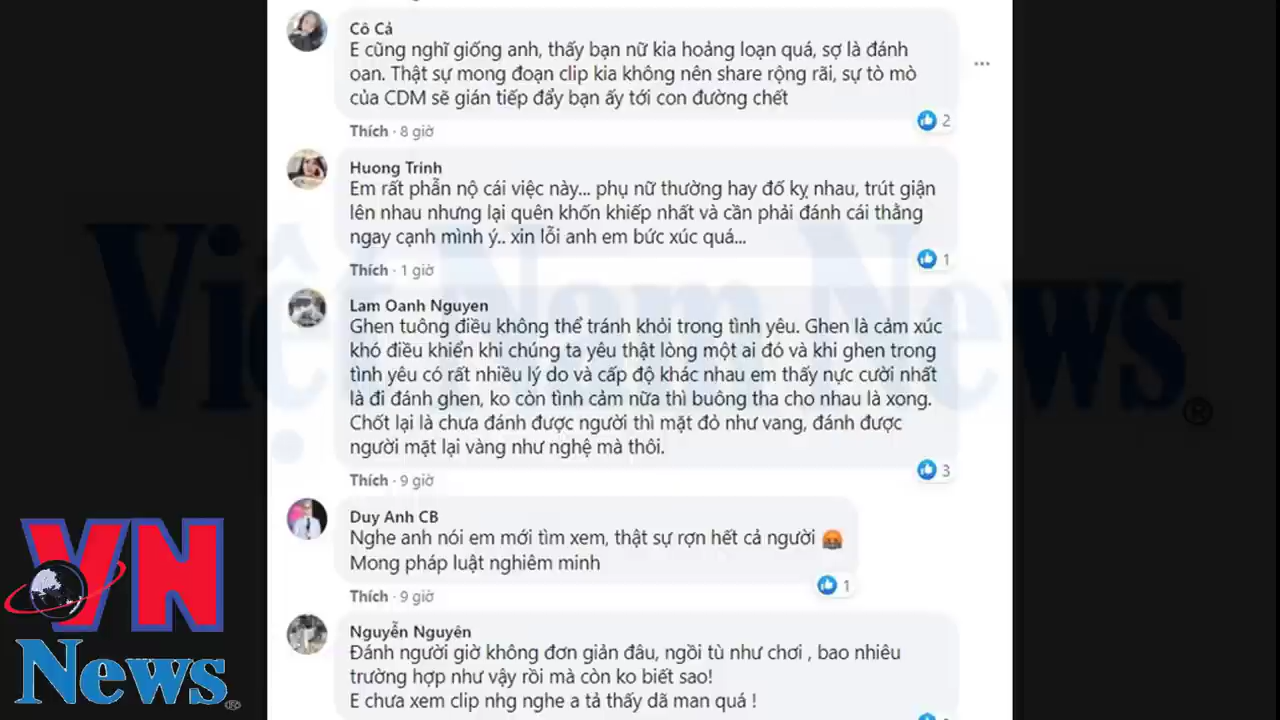 Cô Cả
E cũng nghĩ giống anh, thấy bạn nữ kia hoảng loạn quá, sợ là đánh
oan. Thật sự mong đoạn clip kia không nên share rộng rãi, sự tò mò
của CDM sẽ gián tiếp đẩy bạn ấy tới con đường chết
2
Thích · 8 giờ
Huong Trinh
Em rất phẫn nộ cái việc này... phụ nữ thường hay đố kỵ nhau, trút giận
lên nhau nhưng lại quên khốn khiếp nhất và cần phải đánh cái thằng
ngay cạnh mình ý.. xin lỗi anh em bức xúc quá...
1
Thích · 1 giờ
Lam Oanh Nguyen
Ghen tuông điều không thể tránh khỏi trong tình yêu. Ghen là cảm xúc
khó điều khiển khi chúng ta yêu thật lòng một ai đó và khi ghen trong
tình yêu có rất nhiều lý do và cấp độ khác nhau em thấy nực cười nhất
là đi đánh ghen, ko còn tình cảm nữa thì buông tha cho nhau là xong.
Chốt lại là chưa đánh được người thì mặt đỏ như vang, đánh được
người mặt lại vàng như nghệ mà thôi.
3
Thích · 9 giờ
Duy Anh CB
Nghe anh nói em mới tìm xem, thật sự rợn hết cả người 🤬
Mong pháp luật nghiêm minh
1
Thích · 9 giờ
Nguyễn Nguyên
Đánh người giờ không đơn giản đâu, ngồi tù như chơi , bao nhiêu
trường hợp như vậy rồi mà còn ko biết sao!
E chưa xem clip nhg nghe a tả thấy dã man quá !
Việt Nam News®
VN
News®